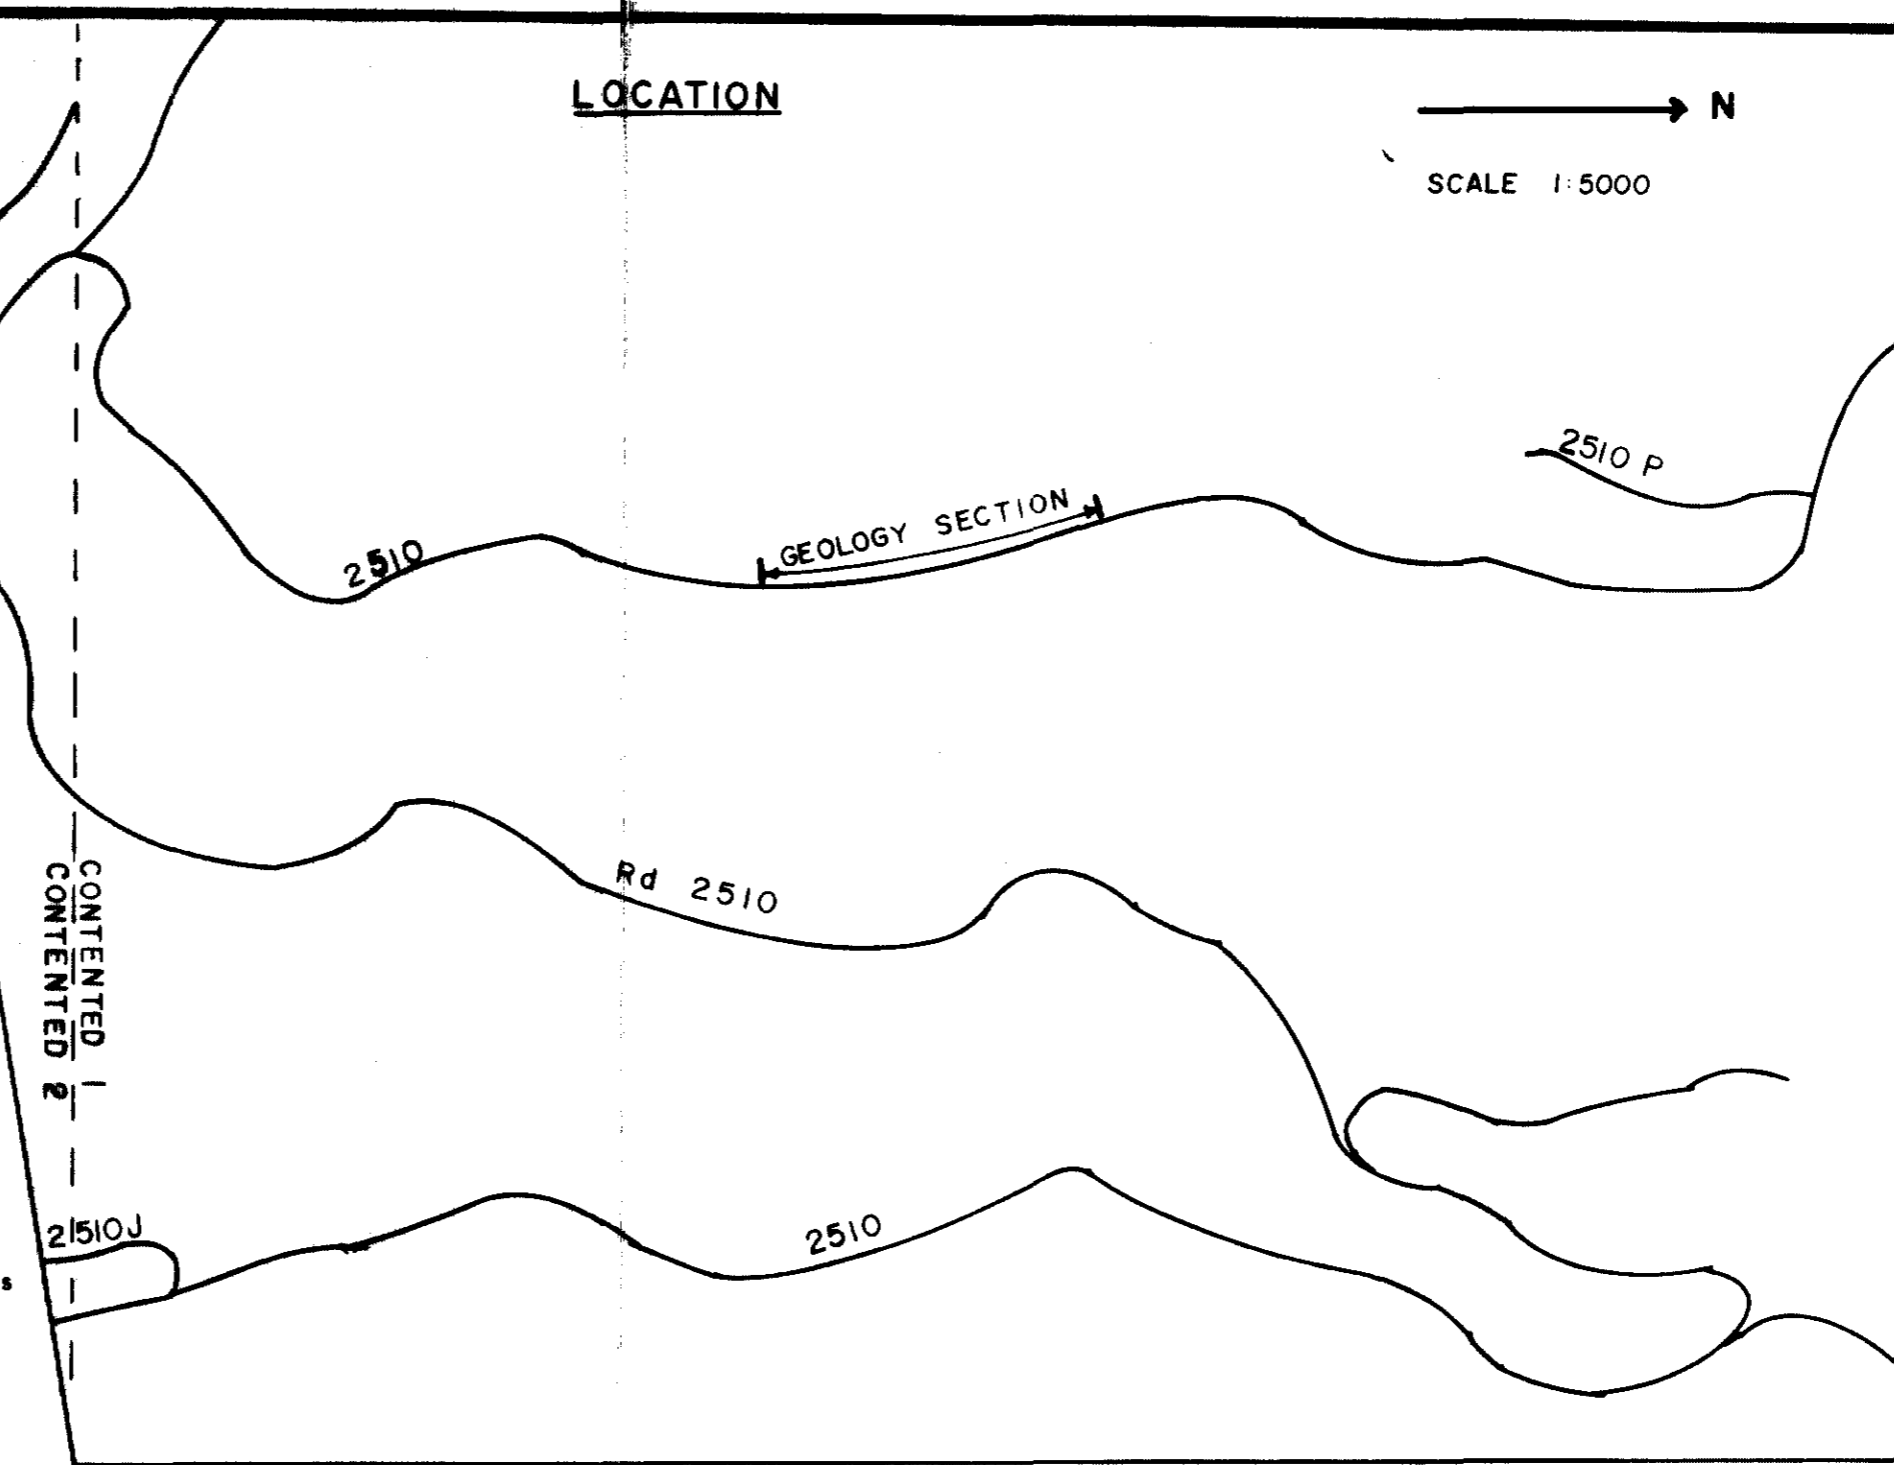 LOCATION
N
SCALE 1:5000
2510 P
GEOLOGY SECTION
2510
Rd 2510
CONTENTED 1
CONTENTED 2
2510
2510J
s